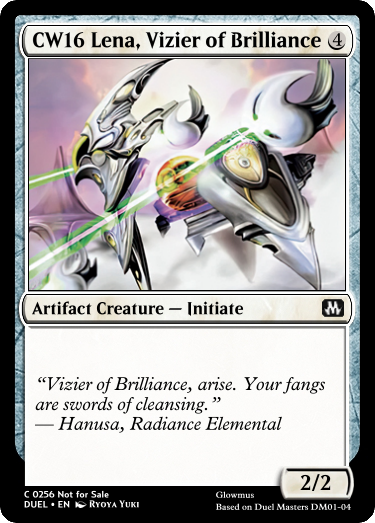 CW16 Lena, Vizier of Brilliance 4
Artifact Creature — Initiate
“Vizier of Brilliance, arise. Your fangs
are swords of cleansing.”
— Hanusa, Radiance Elemental
2/2
C 0256 Not for Sale
DUEL • EN Ryoya Yuki
Glowmus
Based on Duel Masters DM01-04